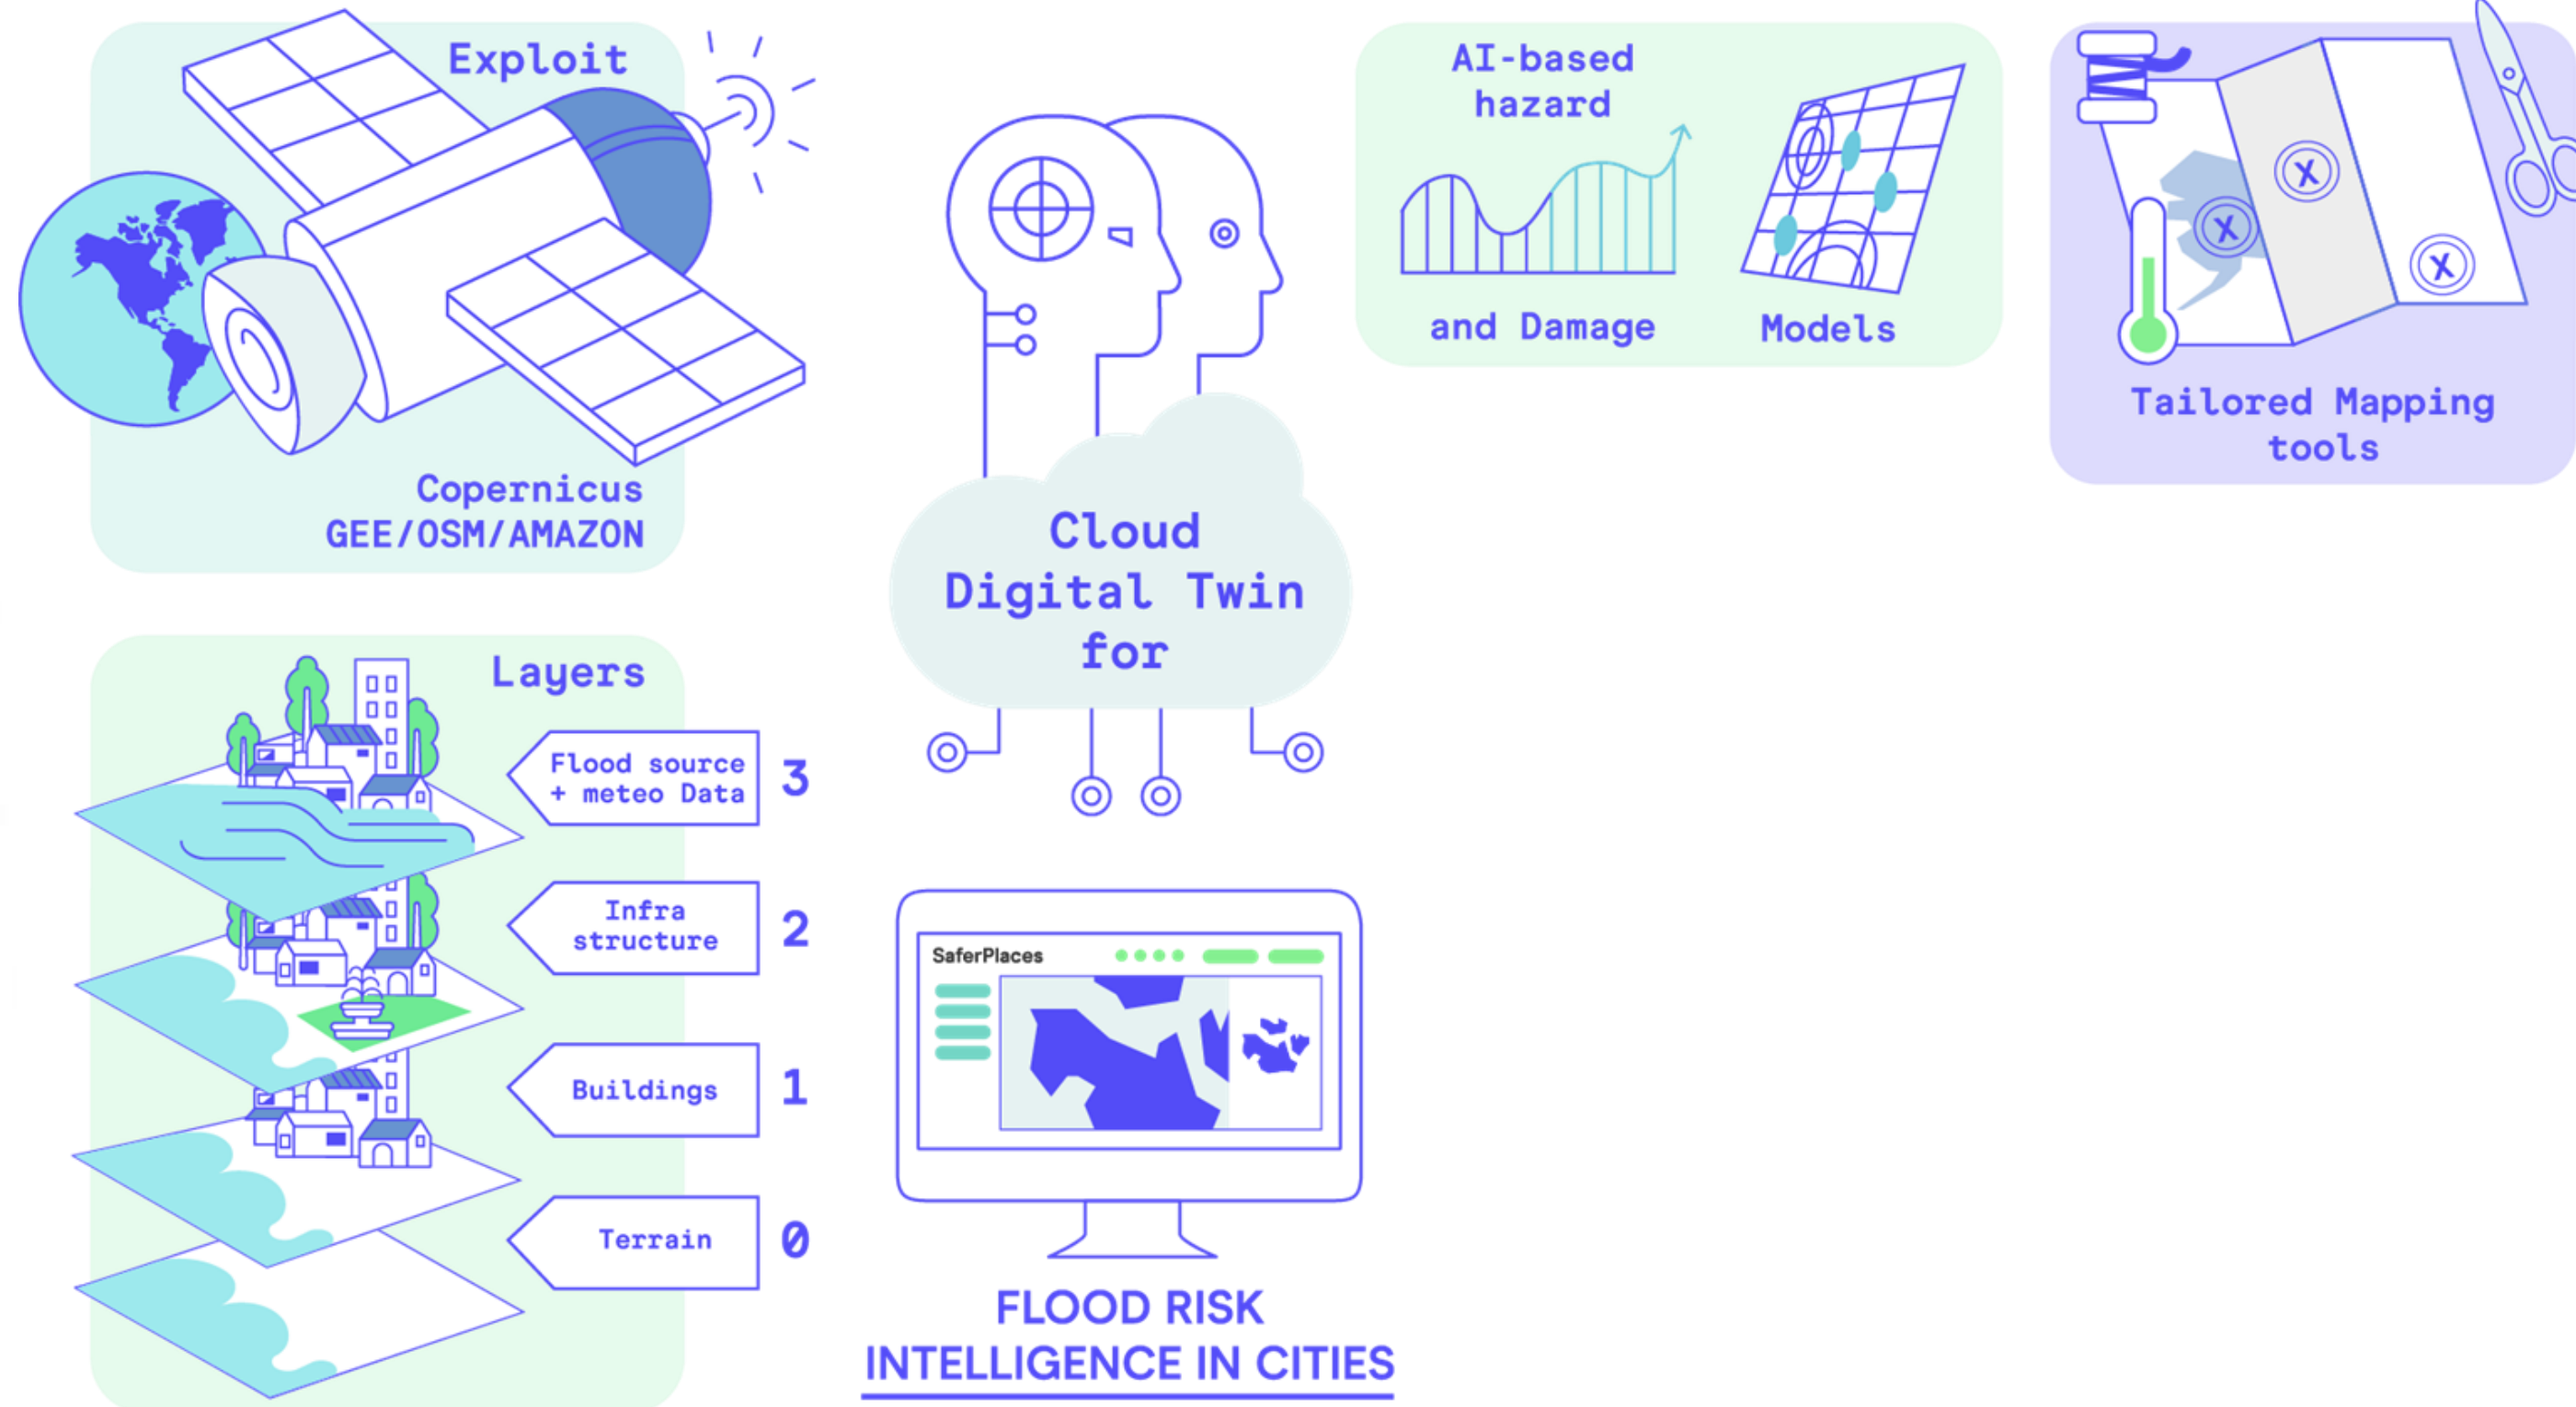 Exploit
Copernicus
GEE/OSM/AMAZON
Layers
Flood source
+ meteo Data
3
Infra
structure
2
Buildings
1
Terrain
0
Cloud
Digital Twin
for
SaferPlaces
FLOOD RISK
INTELLIGENCE IN CITIES
AI-based
hazard
and Damage
Models
X
X
X
Tailored Mapping
tools